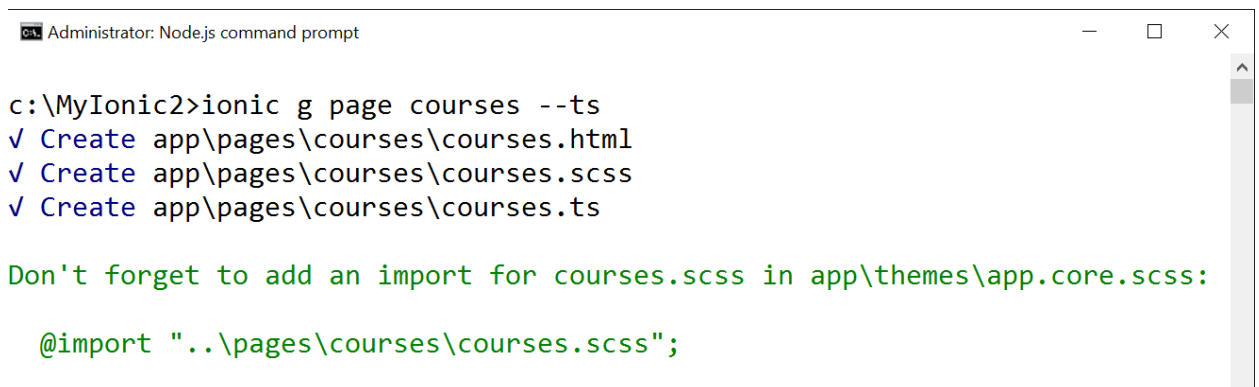 Administrator: Node.js command prompt
c:\MyIonic2>ionic g page courses --ts
√ Create app\pages\courses\courses.html
√ Create app\pages\courses\courses.scss
√ Create app\pages\courses\courses.ts
Don't forget to add an import for courses.scss in app\themes\app.core.scss:
@import "..\pages\courses\courses.scss";